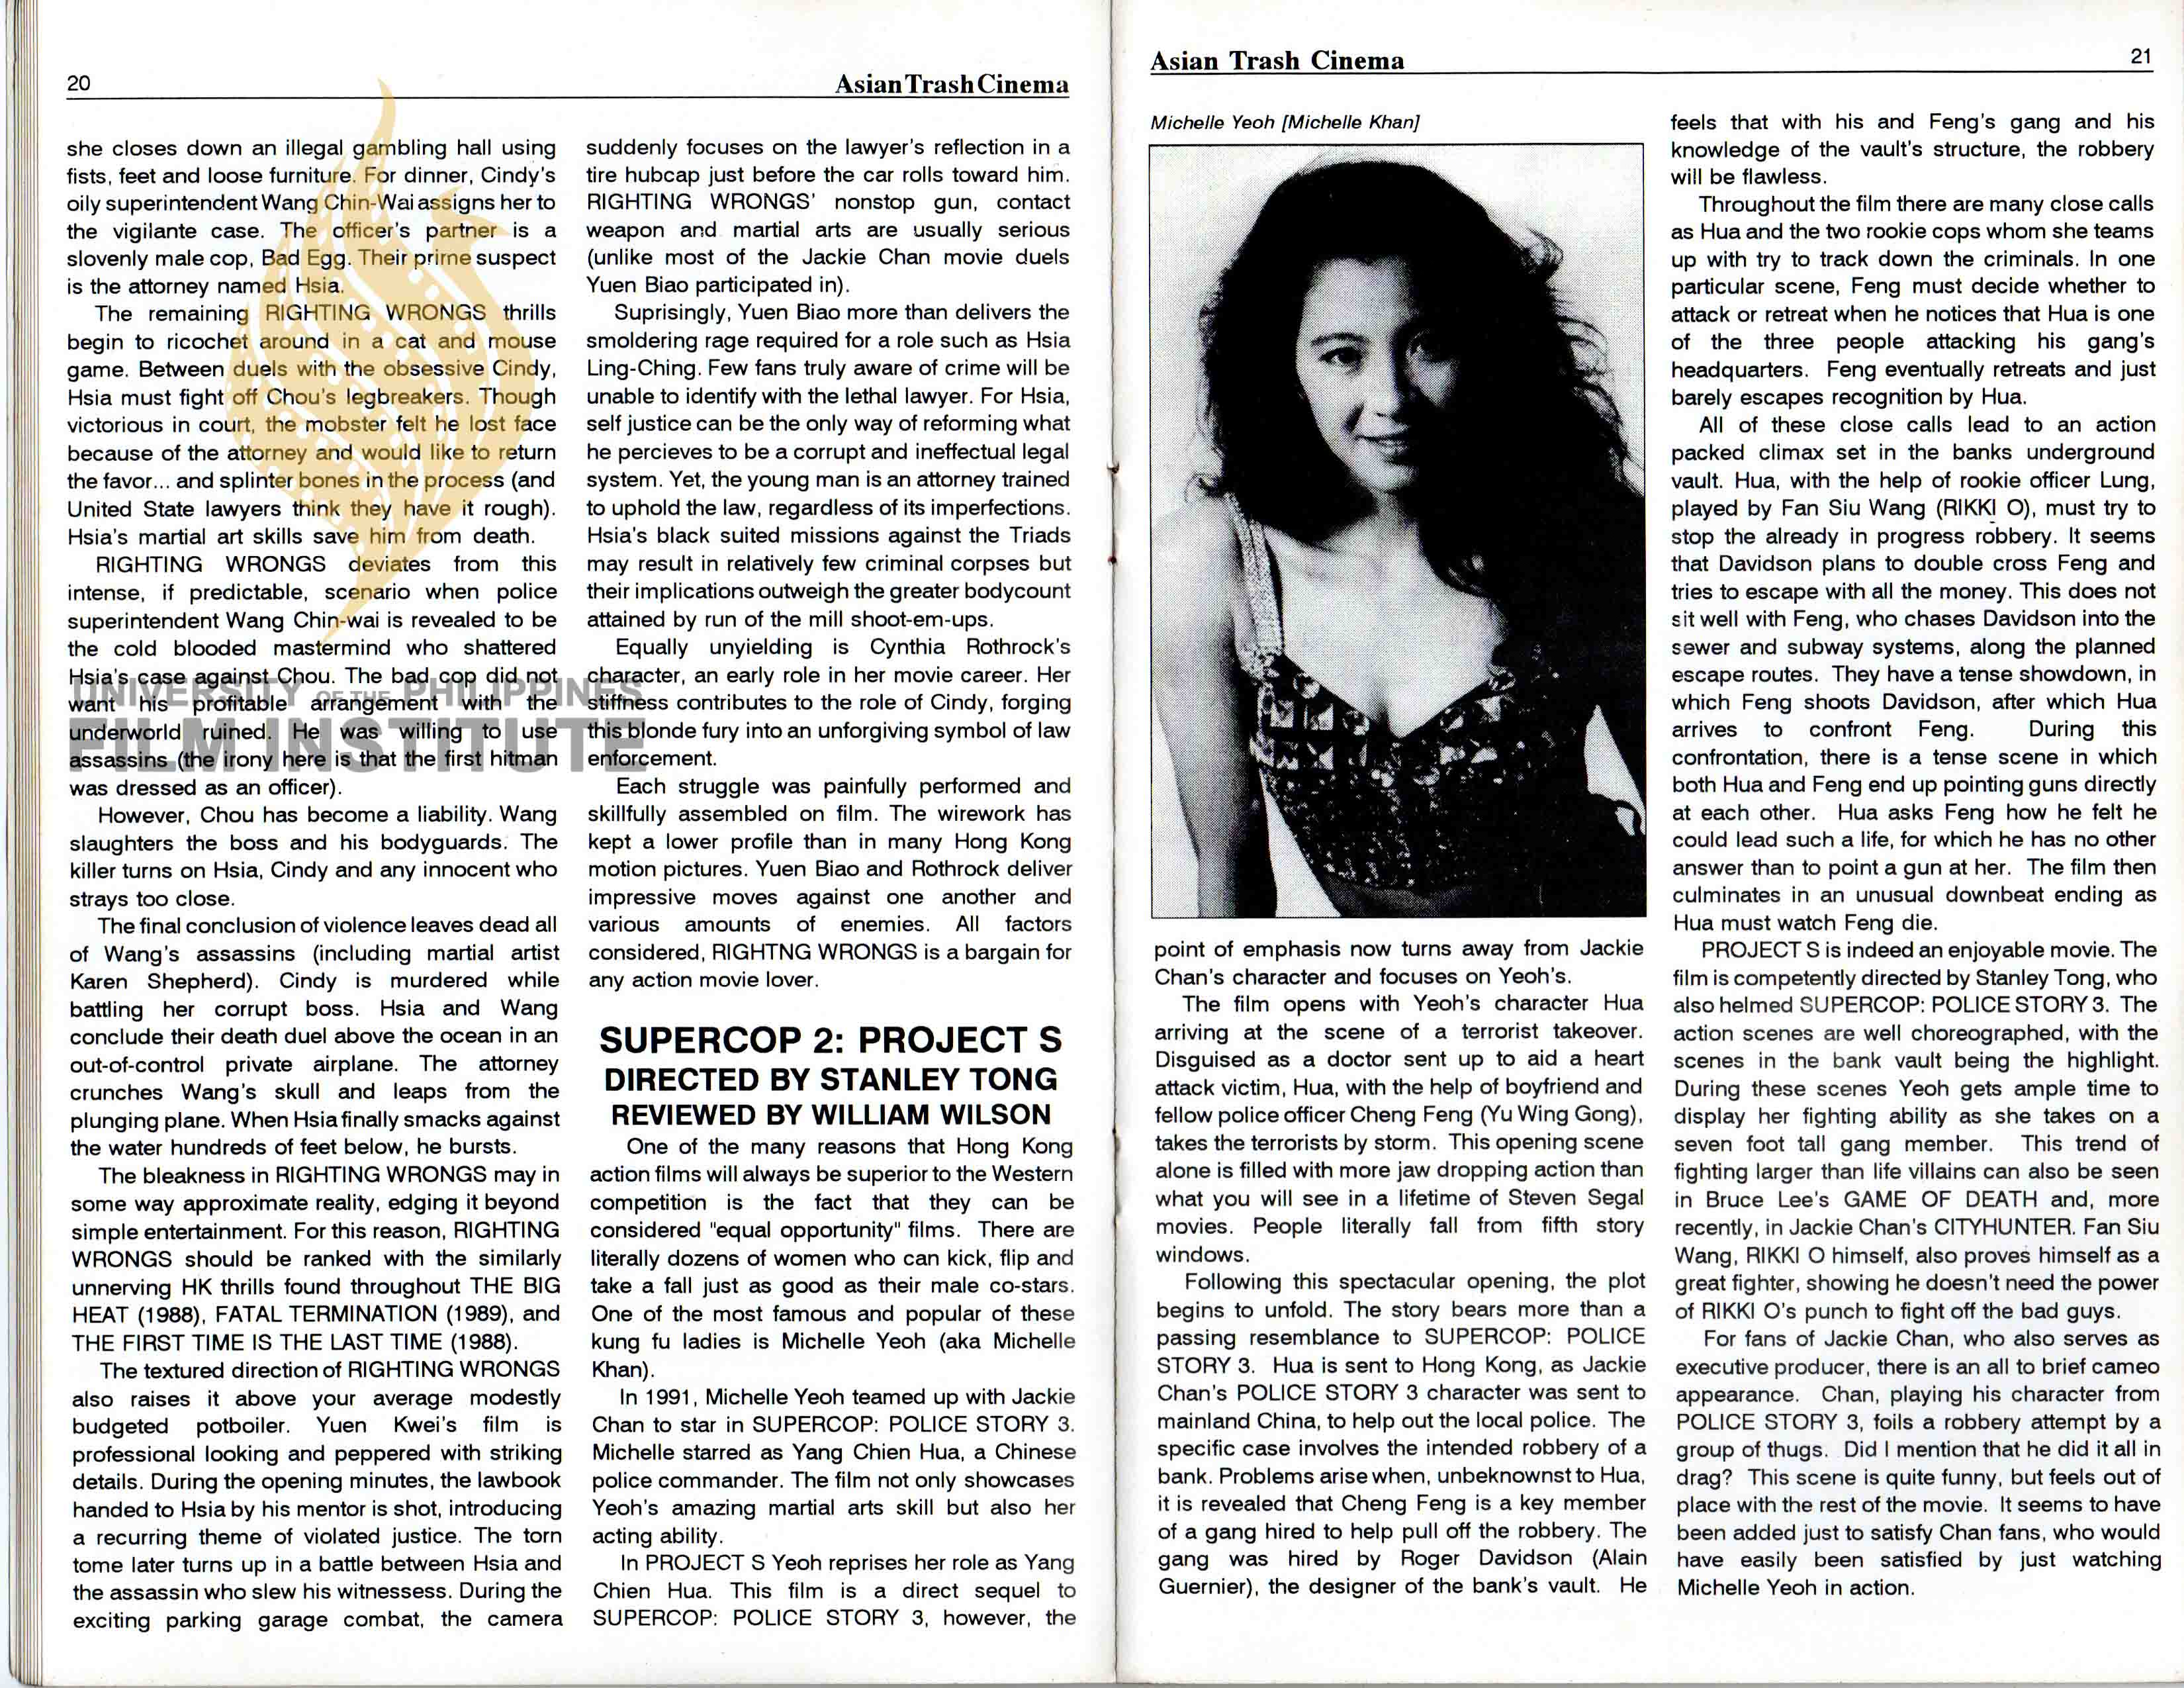 20
Asian Trash Cinema
she closes down an illegal gambling hall using
fists, feet and loose furniture. For dinner, Cindy's
oily superintendent Wang Chin-Wai assigns her to
the vigilante case. The officer's partner is a
slovenly male cop, Bad Egg. Their prime suspect
is the attorney named Hsia.
The remaining RIGHTING WRONGS thrills
begin to ricochet around in a cat and mouse
game. Between duels with the obsessive Cindy,
Hsia must fight off Chou's legbreakers. Though
victorious in court, the mobster felt he lost face
because of the attorney and would like to return
the favor... and splinter bones in the process (and
United State lawyers think they have it rough).
Hsia's martial art skills save him from death.
RIGHTING WRONGS deviates from this
intense, if predictable, scenario when police
superintendent Wang Chin-wai is revealed to be
the cold blooded mastermind who shattered
Hsia's case against Chou. The bad cop did not
want his profitable arrangement with the
underworld ruined. He was willing to use
assassins (the irony here is that the first hitman
was dressed as an officer).
However, Chou has become a liability. Wang
slaughters the boss and his bodyguards. The
killer turns on Hsia, Cindy and any innocent who
strays too close.
The final conclusion of violence leaves dead all
of Wang's assassins (including martial artist
Karen Shepherd). Cindy is murdered while
battling her corrupt boss. Hsia and Wang
conclude their death duel above the ocean in an
out-of-control private airplane. The attorney
crunches Wang's skull and leaps from the
plunging plane. When Hsia finally smacks against
the water hundreds of feet below, he bursts.
The bleakness in RIGHTING WRONGS may in
some way approximate reality, edging it beyond
simple entertainment. For this reason, RIGHTING
WRONGS should be ranked with the similarly
unnerving HK thrills found throughout THE BIG
HEAT (1988), FATAL TERMINATION (1989), and
THE FIRST TIME IS THE LAST TIME (1988).
The textured direction of RIGHTING WRONGS
also raises it above your average modestly
budgeted potboiler. Yuen Kwei's film is
professional looking and peppered with striking
details. During the opening minutes, the lawbook
handed to Hsia by his mentor is shot, introducing
a recurring theme of violated justice. The torn
tome later turns up in a battle between Hsia and
the assassin who slew his witnessess. During the
exciting parking garage combat, the camera
suddenly focuses on the lawyer's reflection in a
tire hubcap just before the car rolls toward him.
RIGHTING WRONGS' nonstop gun, contact
weapon and martial arts are usually serious
(unlike most of the Jackie Chan movie duels
Yuen Biao participated in).
Suprisingly, Yuen Biao more than delivers the
smoldering rage required for a role such as Hsia
Ling-Ching. Few fans truly aware of crime will be
unable to identify with the lethal lawyer. For Hsia,
self justice can be the only way of reforming what
he percieves to be a corrupt and ineffectual legal
system. Yet, the young man is an attorney trained
to uphold the law, regardless of its imperfections.
Hsia's black suited missions against the Triads
may result in relatively few criminal corpses but
their implications outweigh the greater bodycount
attained by run of the mill shoot-em-ups.
Equally unyielding is Cynthia Rothrock's
character, an early role in her movie career. Her
stiffness contributes to the role of Cindy, forging
this blonde fury into an unforgiving symbol of law
enforcement.
Each struggle was painfully performed and
skillfully assembled on film. The wirework has
kept a lower profile than in many Hong Kong
motion pictures. Yuen Biao and Rothrock deliver
impressive moves against one another and
various amounts of enemies. All factors
considered, RIGHTNG WRONGS is a bargain for
any action movie lover.
SUPERCOP 2: PROJECT S
DIRECTED BY STANLEY TONG
REVIEWED BY WILLIAM WILSON
One of the many reasons that Hong Kong
action films will always be superior to the Western
competition is the fact that they can be
considered "equal opportunity" films. There are
literally dozens of women who can kick, flip and
take a fall just as good as their male co-stars.
One of the most famous and popular of these
kung fu ladies is Michelle Yeoh (aka Michelle
Khan).
In 1991, Michelle Yeoh teamed up with Jackie
Chan to star in SUPERCOP: POLICE STORY 3.
Michelle starred as Yang Chien Hua, a Chinese
police commander. The film not only showcases
Yeoh's amazing martial arts skill but also her
acting ability.
In PROJECT S Yeoh reprises her role as Yang
Chien Hua. This film is a direct sequel to
SUPERCOP: POLICE STORY 3, however, the
UNIVERSITY OF THE PHILIPPINES
FILM INSTITUTE
Asian Trash Cinema
21
Michelle Yeoh [Michelle Khan]
point of emphasis now turns away from Jackie
Chan's character and focuses on Yeoh's.
The film opens with Yeoh's character Hua
arriving at the scene of a terrorist takeover.
Disguised as a doctor sent up to aid a heart
attack victim, Hua, with the help of boyfriend and
fellow police officer Cheng Feng (Yu Wing Gong),
takes the terrorists by storm. This opening scene
alone is filled with more jaw dropping action than
what you will see in a lifetime of Steven Segal
movies. People literally fall from fifth story
windows.
Following this spectacular opening, the plot
begins to unfold. The story bears more than a
passing resemblance to SUPERCOP: POLICE
STORY 3. Hua is sent to Hong Kong, as Jackie
Chan's POLICE STORY 3 character was sent to
mainland China, to help out the local police. The
specific case involves the intended robbery of a
bank. Problems arise when, unbeknownst to Hua,
it is revealed that Cheng Feng is a key member
of a gang hired to help pull off the robbery. The
gang was hired by Roger Davidson (Alain
Guernier), the designer of the bank's vault. He
feels that with his and Feng's gang and his
knowledge of the vault's structure, the robbery
will be flawless.
Throughout the film there are many close calls
as Hua and the two rookie cops whom she teams
up with try to track down the criminals. In one
particular scene, Feng must decide whether to
attack or retreat when he notices that Hua is one
of the three people attacking his gang's
headquarters. Feng eventually retreats and just
barely escapes recognition by Hua.
All of these close calls lead to an action
packed climax set in the banks underground
vault. Hua, with the help of rookie officer Lung,
played by Fan Siu Wang (RIKKI O), must try to
stop the already in progress robbery. It seems
that Davidson plans to double cross Feng and
tries to escape with all the money. This does not
sit well with Feng, who chases Davidson into the
sewer and subway systems, along the planned
escape routes. They have a tense showdown, in
which Feng shoots Davidson, after which Hua
arrives to confront Feng. During this
confrontation, there is a tense scene in which
both Hua and Feng end up pointing guns directly
at each other. Hua asks Feng how he felt he
could lead such a life, for which he has no other
answer than to point a gun at her. The film then
culminates in an unusual downbeat ending as
Hua must watch Feng die.
PROJECT S is indeed an enjoyable movie. The
film is competently directed by Stanley Tong, who
also helmed SUPERCOP: POLICE STORY 3. The
action scenes are well choreographed, with the
scenes in the bank vault being the highlight.
During these scenes Yeoh gets ample time to
display her fighting ability as she takes on a
seven foot tall gang member. This trend of
fighting larger than life villains can also be seen
in Bruce Lee's GAME OF DEATH and, more
recently, in Jackie Chan's CITYHUNTER. Fan Siu
Wang, RIKKI O himself, also proves himself as a
great fighter, showing he doesn't need the power
of RIKKI O's punch to fight off the bad guys.
For fans of Jackie Chan, who also serves as
executive producer, there is an all to brief cameo
appearance. Chan, playing his character from
POLICE STORY 3, foils a robbery attempt by a
group of thugs. Did I mention that he did it all in
drag? This scene is quite funny, but feels out of
place with the rest of the movie. It seems to have
been added just to satisfy Chan fans, who would
have easily been satisfied by just watching
Michelle Yeoh in action.